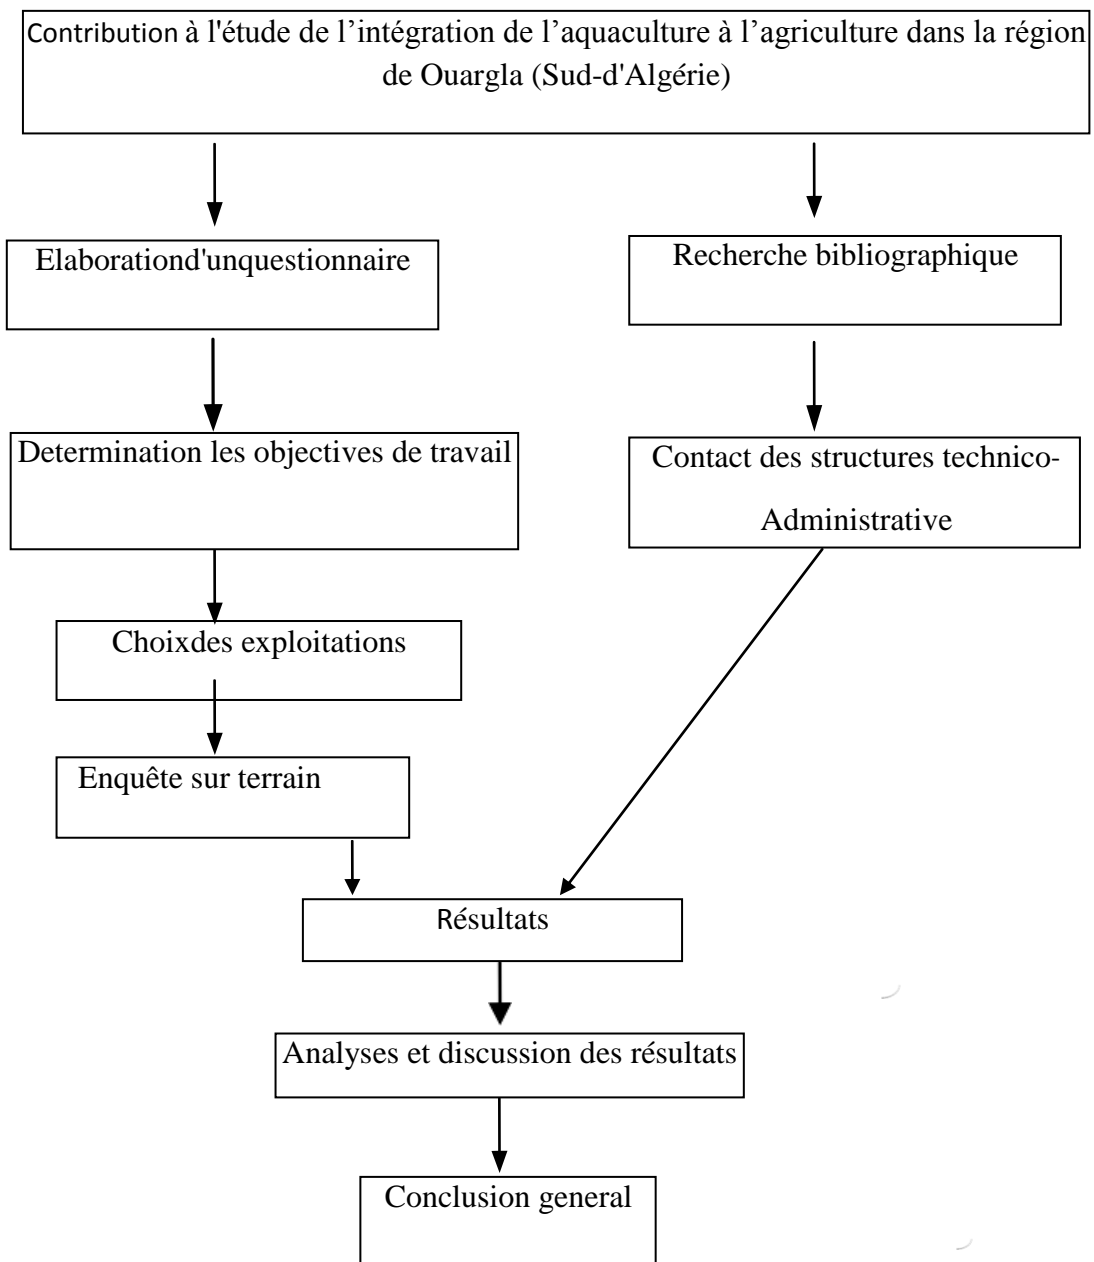 Contribution à l'étude de l’intégration de l’aquaculture à l’agriculture dans la région
de Ouargla (Sud-d'Algérie)
Elaborationd'unquestionnaire
Recherche bibliographique
Determination les objectives de travail
Contact des structures technico-
Administrative
Choixdes exploitations
Enquête sur terrain
Résultats
Analyses et discussion des résultats
Conclusion general